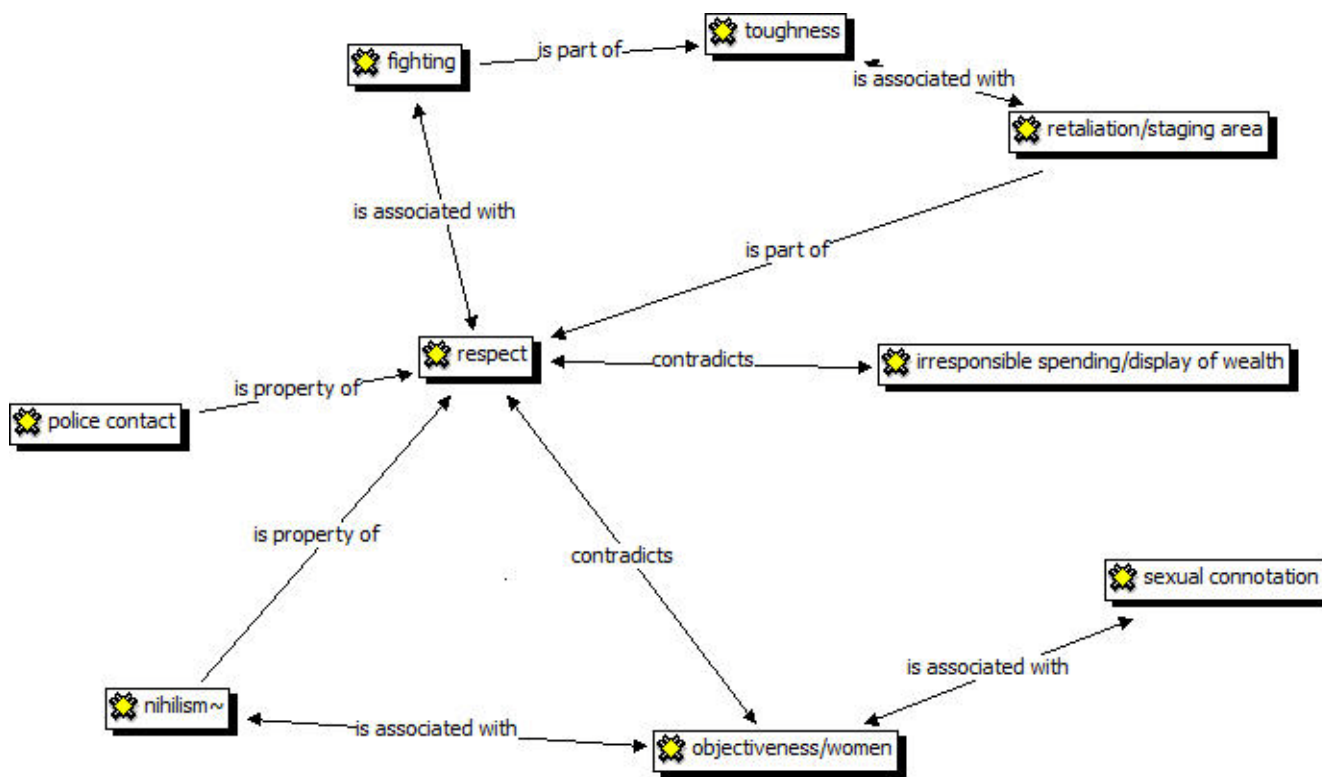 toughness
is part of
fighting
is associated with
retaliation/staging area
is associated with
is part of
respect
contradicts
irresponsible spending/display of wealth
is property of
police contact
is property of
contradicts
sexual connotation
is associated with
nihilism~
is associated with
objectiveness/women